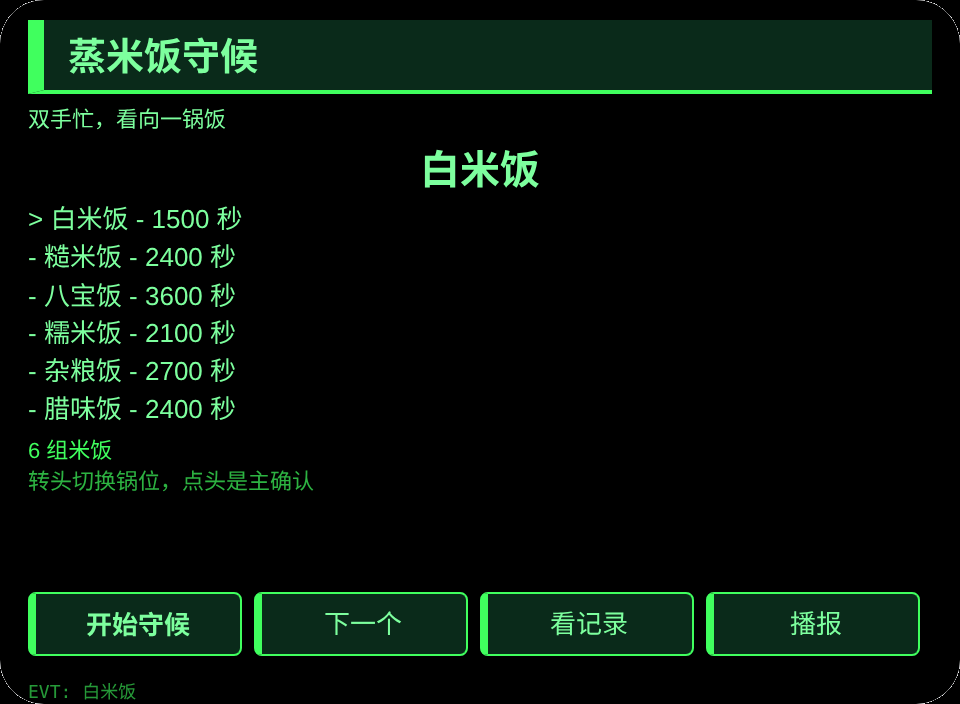 蒸米饭守候
双手忙，看向一锅饭
白米饭
> 白米饭 - 1500 秒
- 糙米饭 - 2400 秒
- 八宝饭 - 3600 秒
- 糯米饭 - 2100 秒
- 杂粮饭 - 2700 秒
- 腊味饭 - 2400 秒
6 组米饭
转头切换锅位，点头是主确认
开始守候
下一个
看记录
播报
EVT: 白米饭